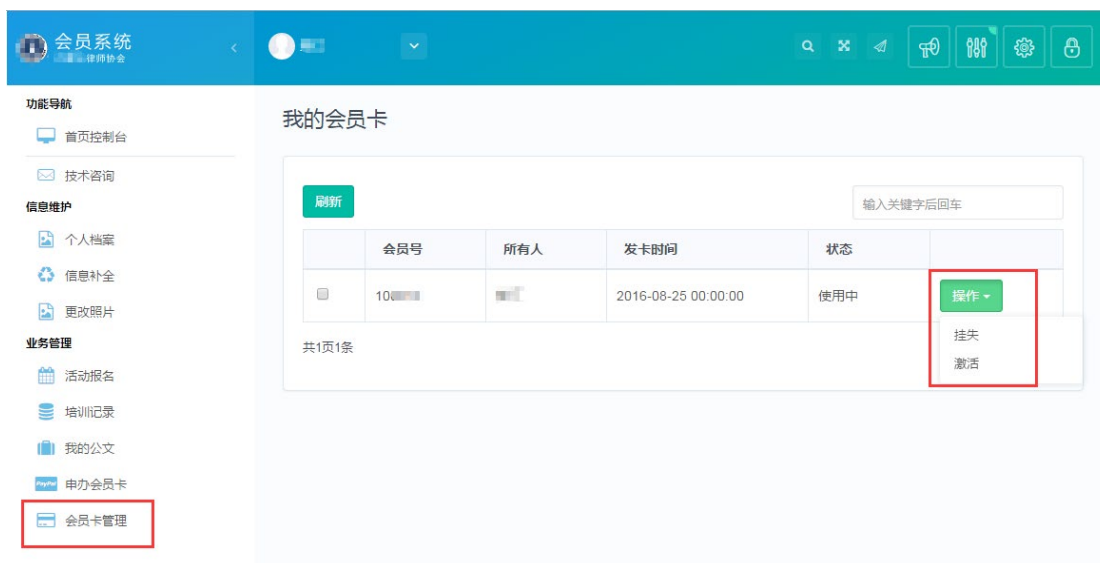 会员系统
律师协会
功能导航
首页控制台
技术咨询
信息维护
个人档案
信息补全
更改照片
业务管理
活动报名
培训记录
我的公文
PayPal 申办会员卡
会员卡管理
我的会员卡
刷新
输入关键字后回车
会员号 所有人 发卡时间 状态
10 2016-08-25 00:00:00 使用中 操作
挂失
激活
共1页1条